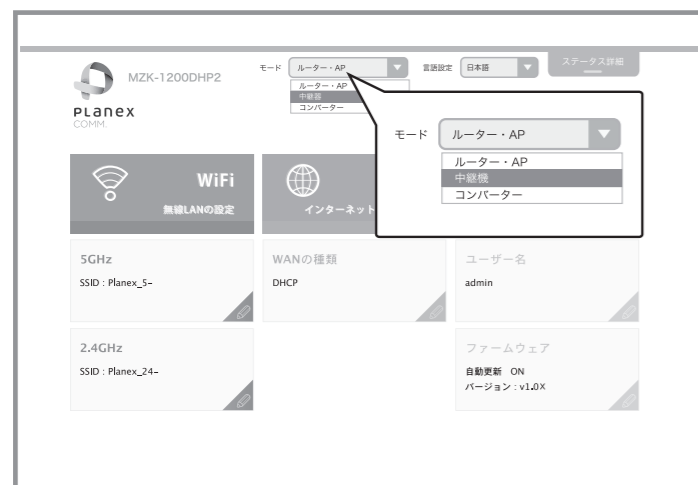 PLANEX
COMM.
MZK-1200DHP2
モード
ルーター・AP
ルーター・AP
中継器
コンバーター
言語設定
日本語
ステータス詳細
モード
ルーター・AP
ルーター・AP
中継機
コンバーター
WiFi
無線LANの設定
インターネット
5GHz
SSID : Planex_5-
WANの種類
DHCP
ユーザー名
admin
2.4GHz
SSID : Planex_24-
ファームウェア
自動更新 ON
バージョン : v1.0X